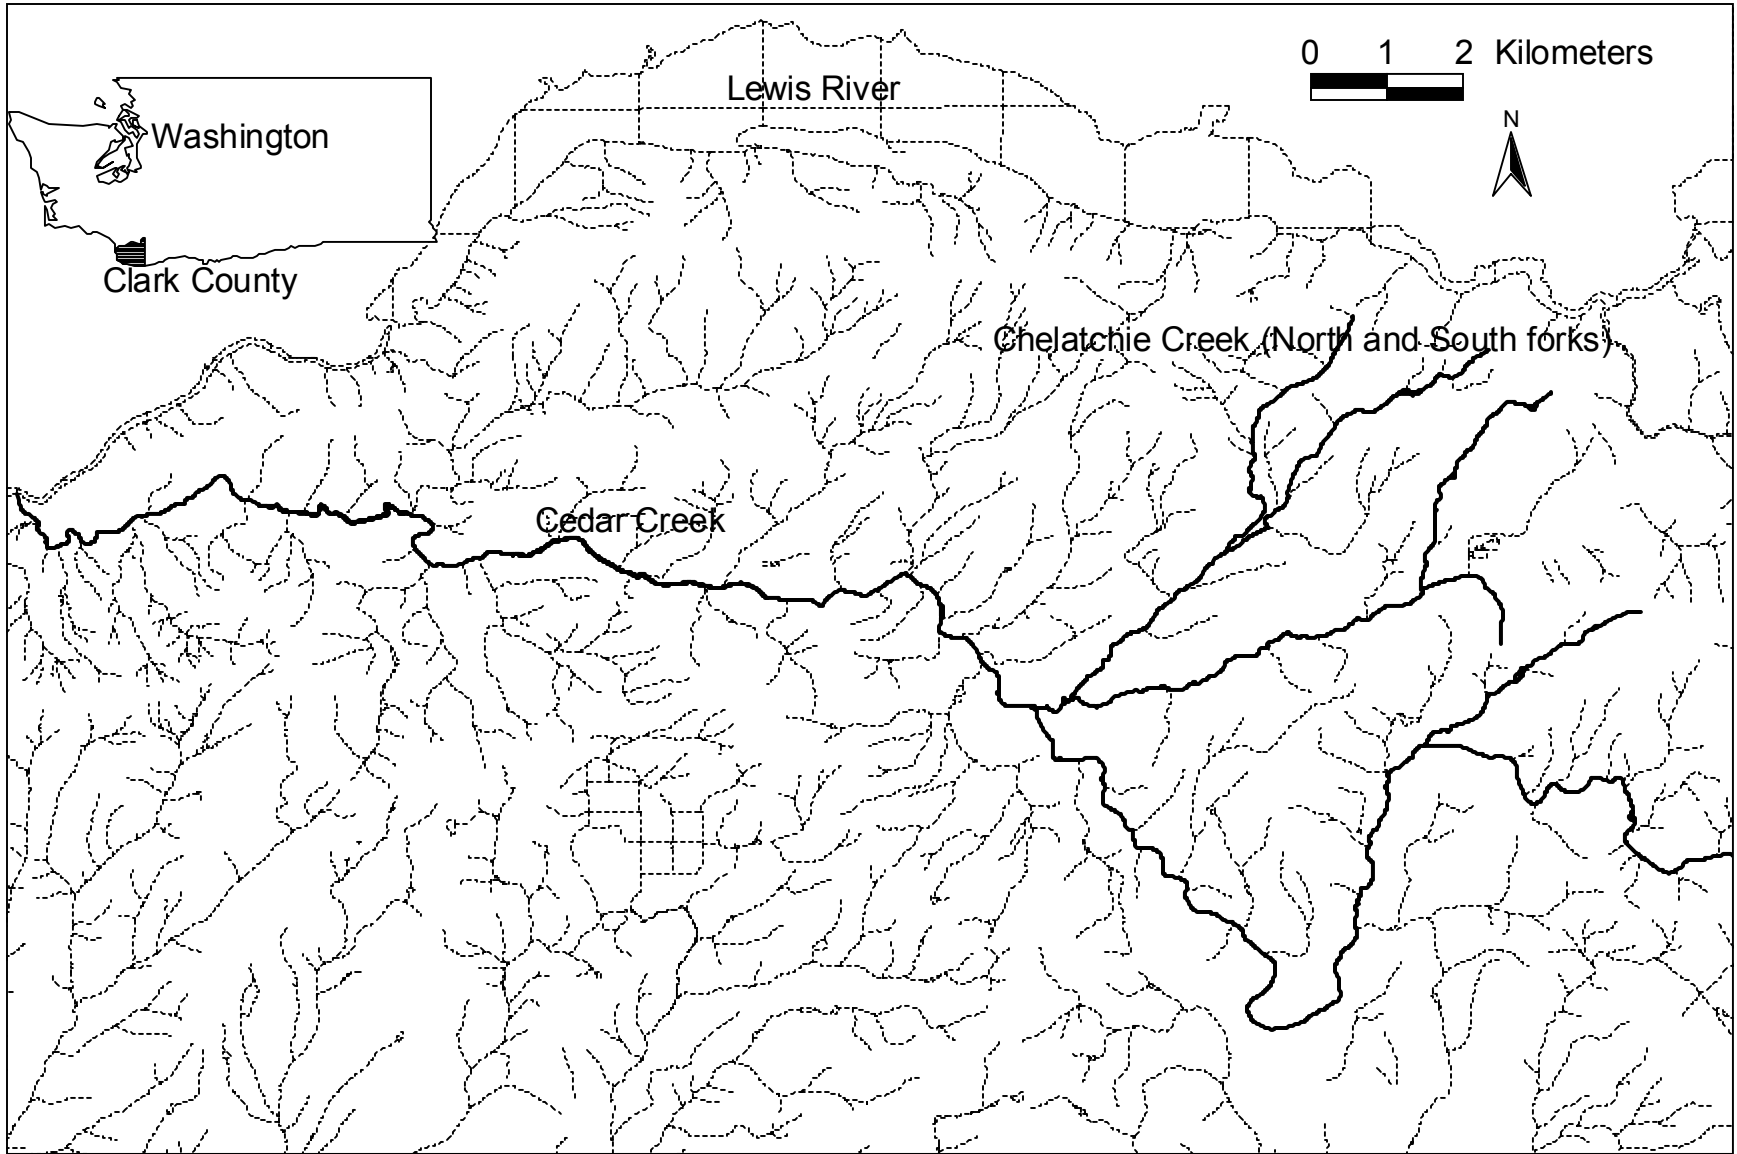 0 1 2 Kilometers
Lewis River
N
Washington
Clark County
Chelatchie Creek (North and South forks)
Cedar Creek